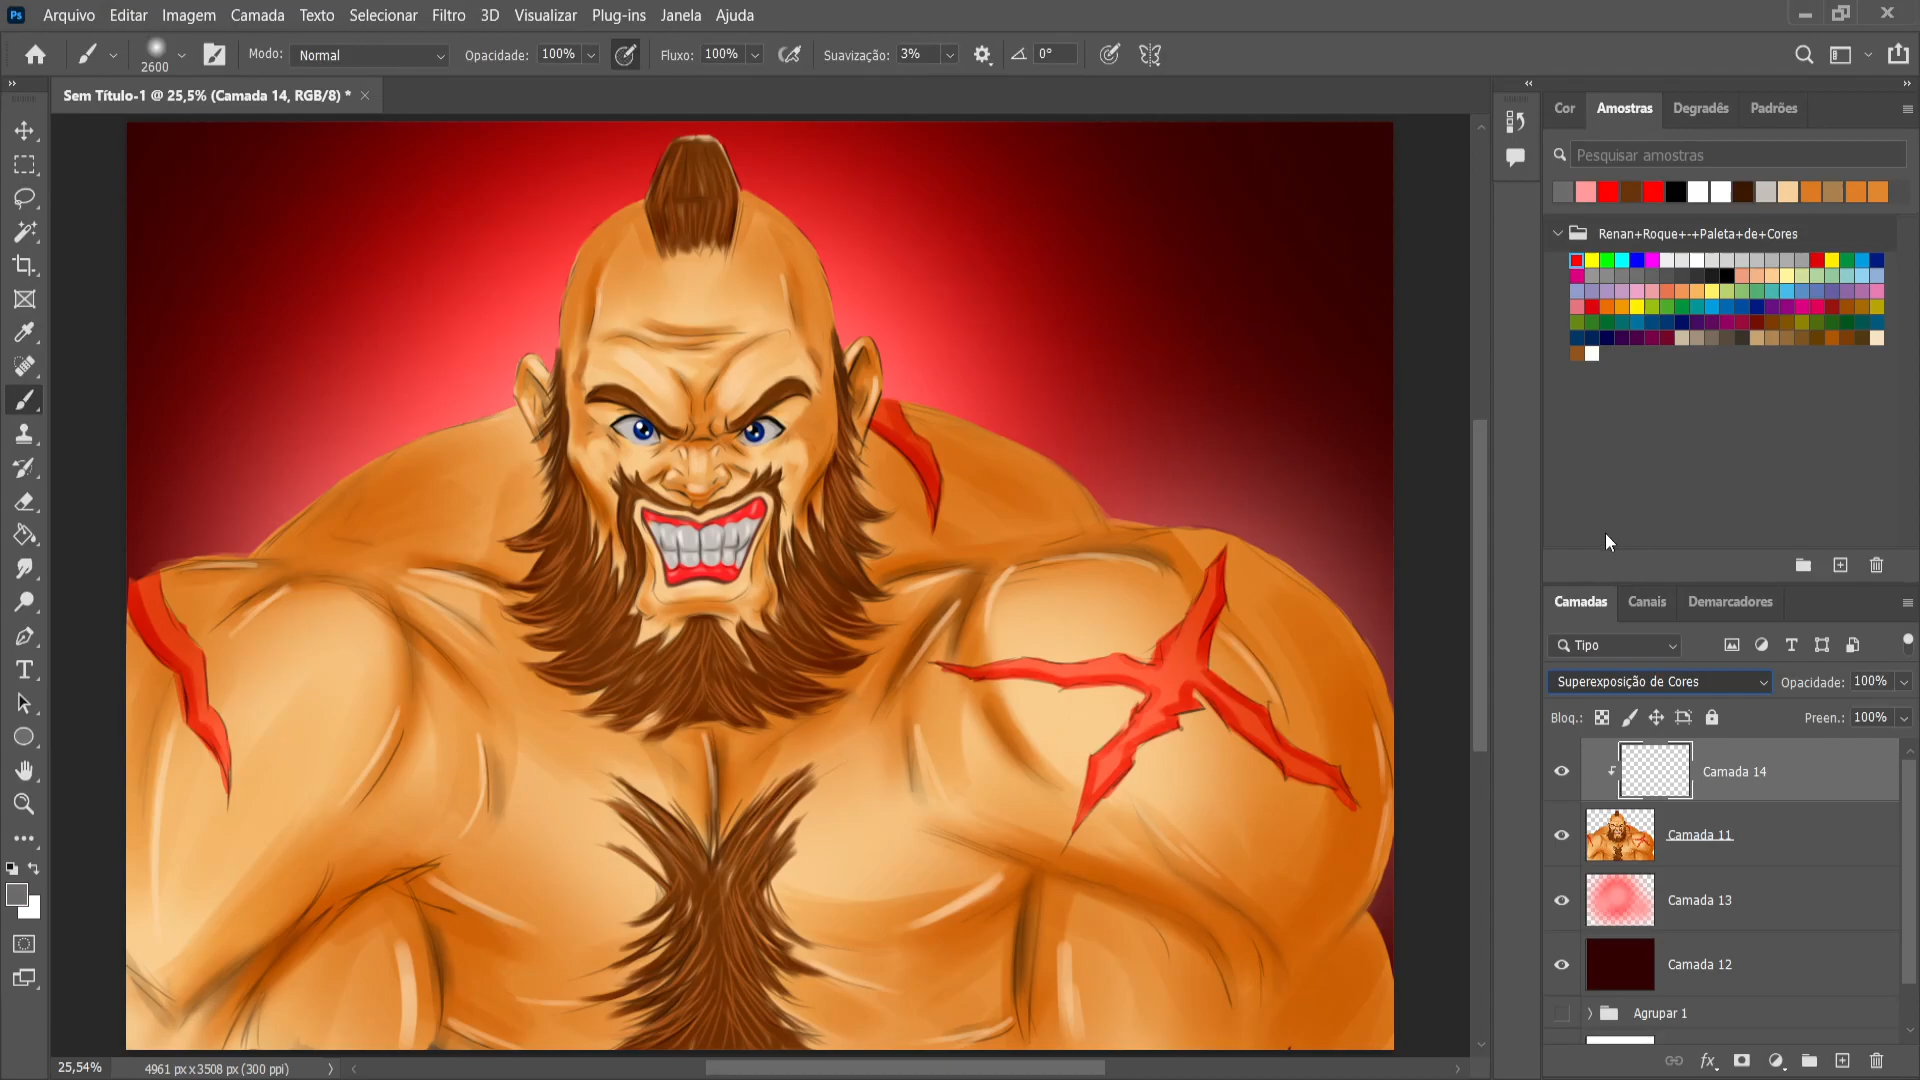 Ps Arquivo Editar Imagem Camada Texto Selecionar Filtro 3D Visualizar Plug-ins Janela Ajuda
2600 Modo: Normal Opacidade: 100% Fluxo: 100% Suavização: 3% 0°
Sem Título-1 @ 25,5% (Camada 14, RGB/8) *
Cor Amostras Degradês Padrões
Pesquisar amostras
Renan+Roque+-+Paleta+de+Cores
Camadas Canais Demarcadores
Tipo
Superexposição de Cores Opacidade: 100%
Bloq.: Preen.: 100%
Camada 14
Camada 11
Camada 13
Camada 12
Agrupar 1
fx
25,54% 4961 px x 3508 px (300 ppi)